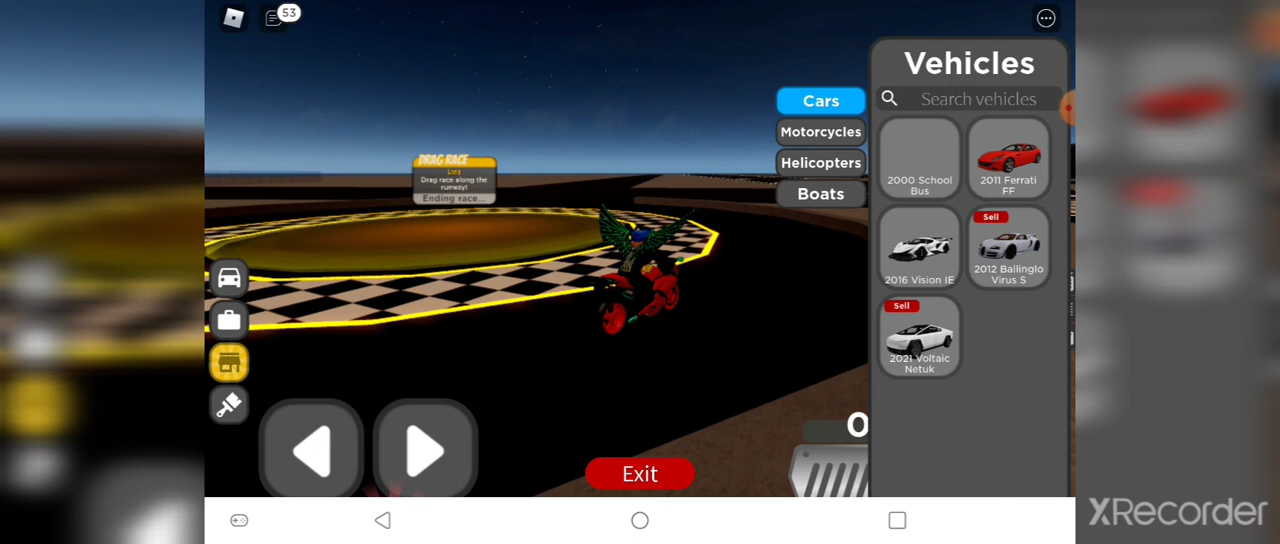 53
Vehicles
Search vehicles
Cars
Motorcycles
Helicopters
Boats
2000 School
Bus
2011 Ferrati
FF
2016 Vision IE
Sell
2012 Bailinglo
Virus S
Sell
2021 Voltaic
Netuk
DRAG RACE
Drag race along the
runway!
Ending race...
0
Exit
XRecorder